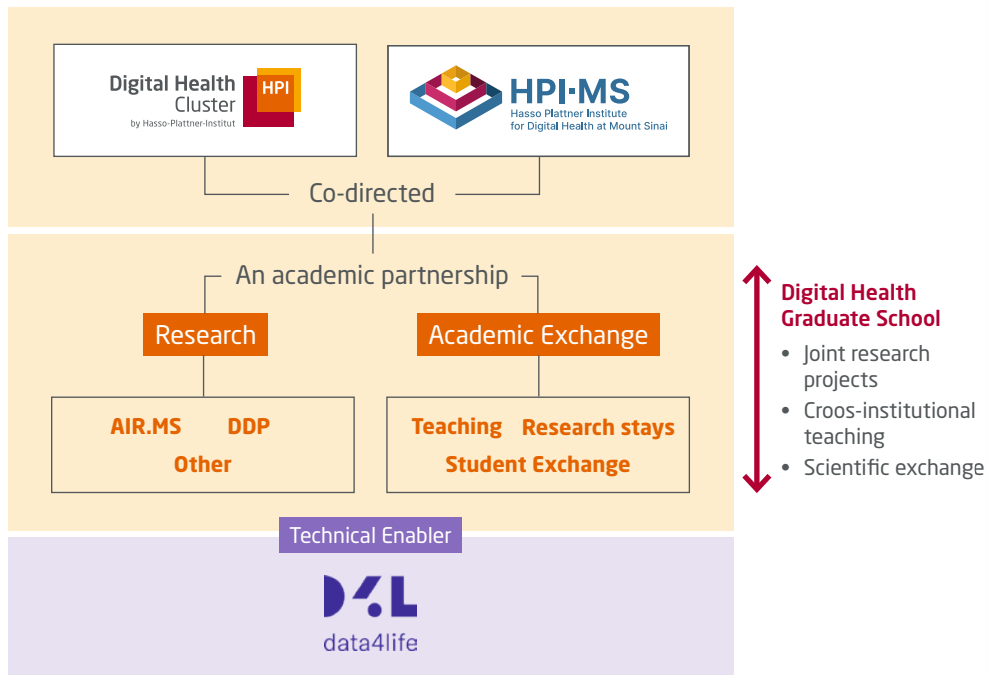 Digital Health
Cluster
by Hasso-Plattner-Institut
HPI
HPI·MS
Hasso Plattner Institute
for Digital Health at Mount Sinai
Co-directed
An academic partnership
Research
Academic Exchange
AIR.MS DDP
Other
Teaching Research stays
Student Exchange
Digital Health
Graduate School
• Joint research
projects
• Croos-institutional
teaching
• Scientific exchange
Technical Enabler
D4L
data4life